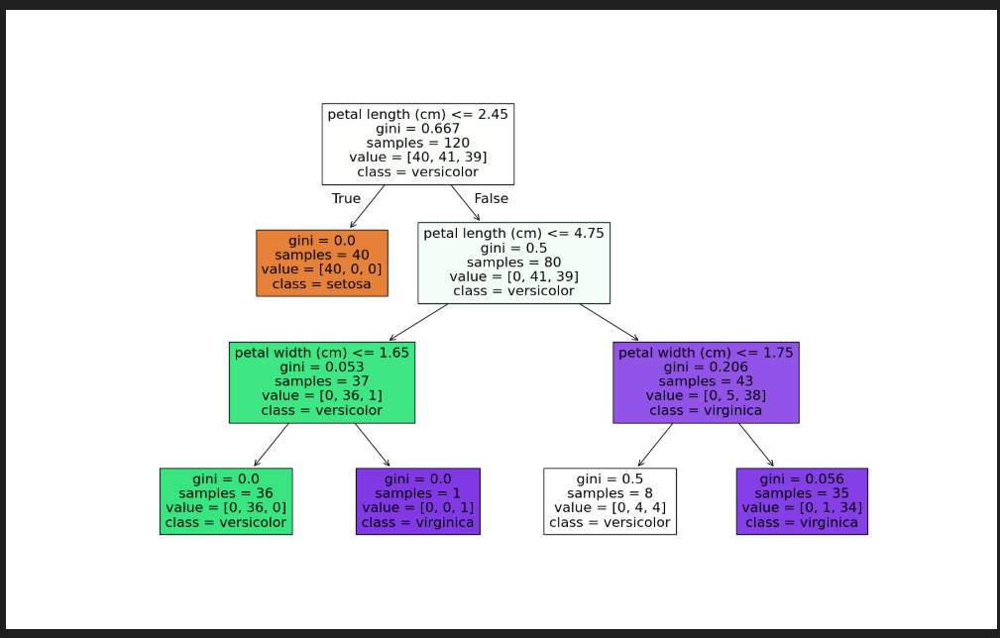 petal length (cm) <= 2.45
gini = 0.667
samples = 120
value = [40, 41, 39]
class = versicolor
True
False
gini = 0.0
samples = 40
value = [40, 0, 0]
class = setosa
petal length (cm) <= 4.75
gini = 0.5
samples = 80
value = [0, 41, 39]
class = versicolor
petal width (cm) <= 1.65
gini = 0.053
samples = 37
value = [0, 36, 1]
class = versicolor
petal width (cm) <= 1.75
gini = 0.206
samples = 43
value = [0, 5, 38]
class = virginica
gini = 0.0
samples = 36
value = [0, 36, 0]
class = versicolor
gini = 0.0
samples = 1
value = [0, 0, 1]
class = virginica
gini = 0.5
samples = 8
value = [0, 4, 4]
class = versicolor
gini = 0.056
samples = 35
value = [0, 1, 34]
class = virginica